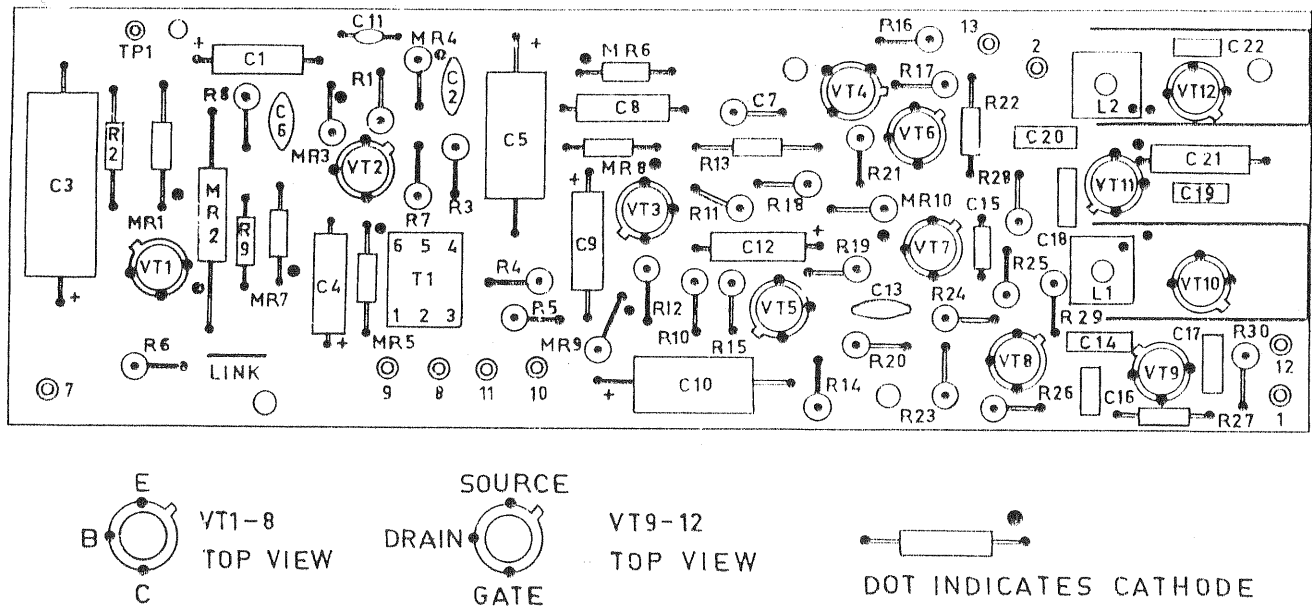 C11
R16
13
TP1
MR4
2
C22
+
C1
+
MR6
R1
C2
R17
VT12
R8
C6
C8
C7
VT4
R22
L2
VT6
C20
R2
C5
MR3
VT2
R13
R21
C21
C3
MR8
R28
VT11
MR2
R7
R3
+
VT3
R11
R18
MR10
C15
C19
MR1
R9
6 5 4
C9
C12
+
VT7
C18
VT1
C4
T1
R4
R19
R25
L1
VT10
+
MR7
1 2 3
R5
R12
VT5
C13
R24
R29
+
MR5
MR9
R10
R15
R20
C14
C17
R30
R6
LINK
VT8
VT9
12
7
9
8
11
10
+
C10
R14
R23
R26
C16
R27
1
E
SOURCE
B
VT1-8
DRAIN
VT9-12
TOP VIEW
TOP VIEW
C
GATE
DOT INDICATES CATHODE